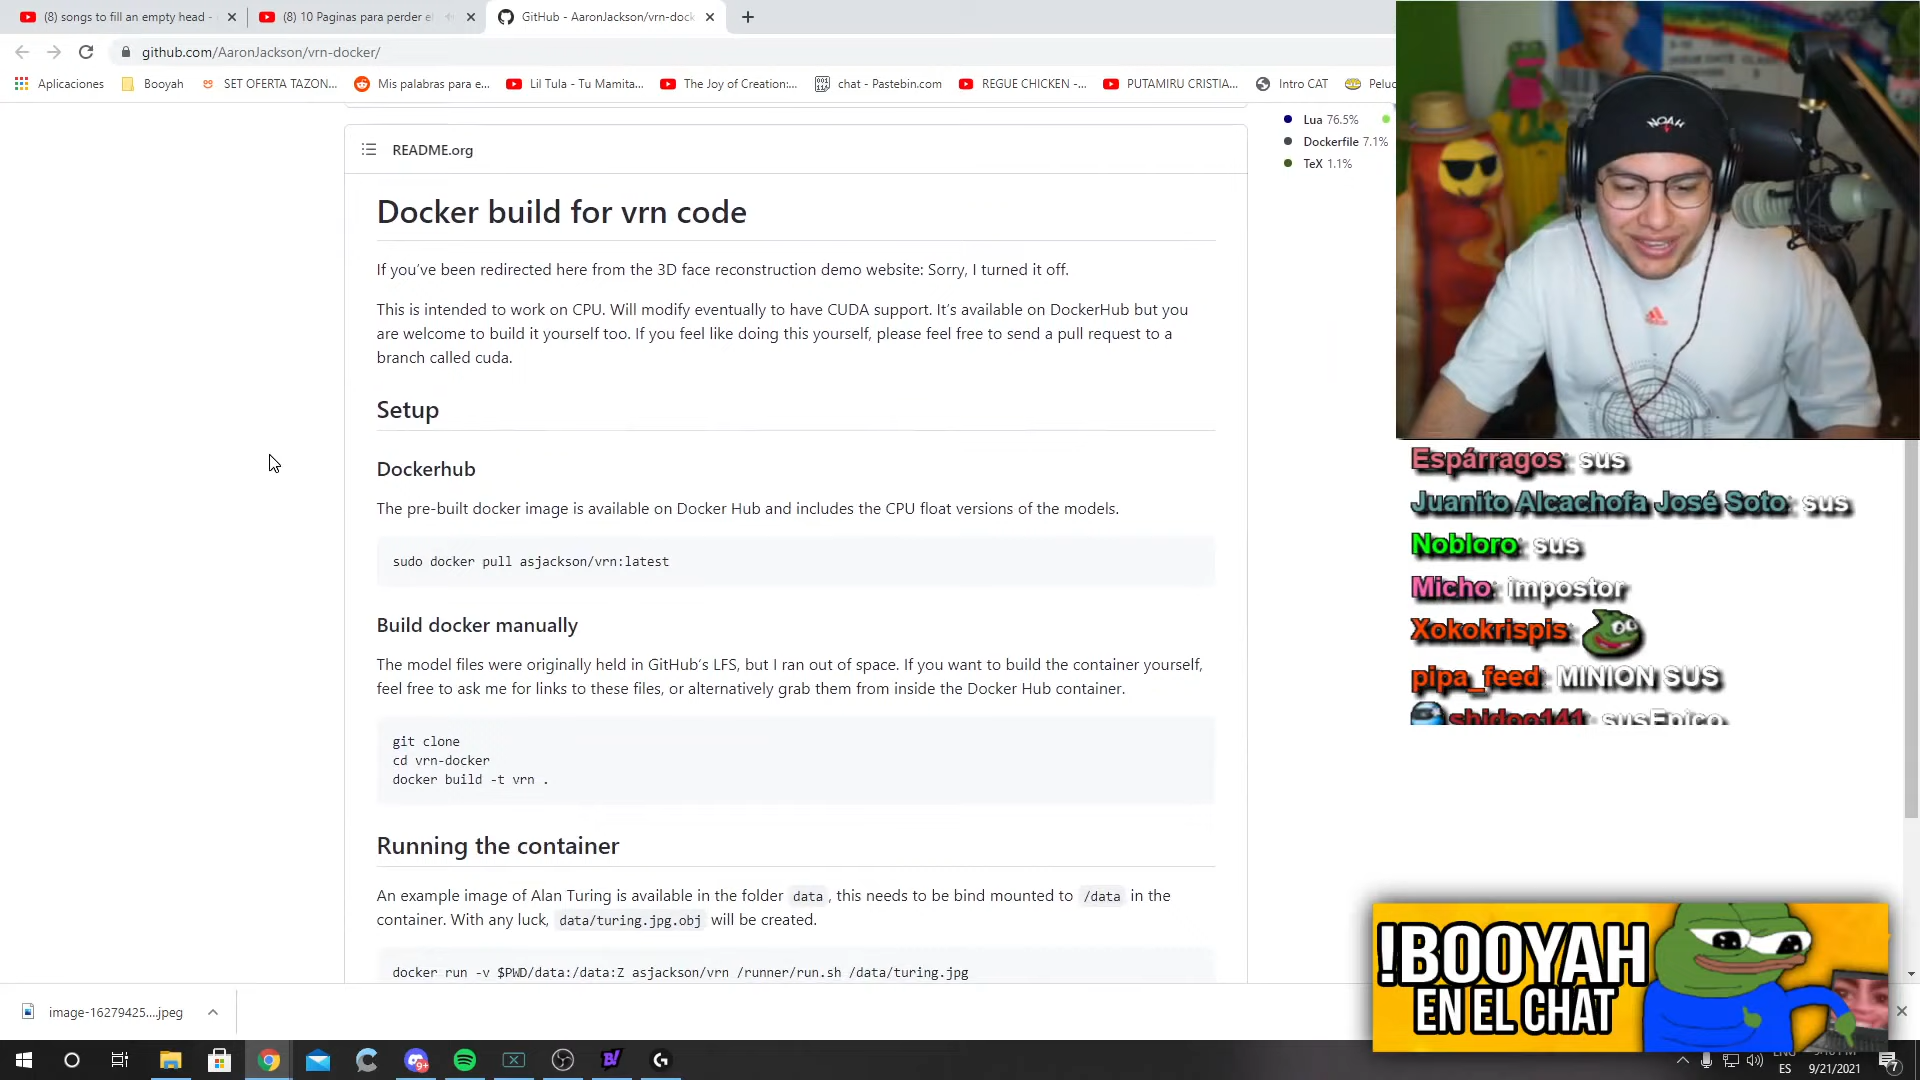 (8) songs to fill an empty head -
(8) 10 Paginas para perder el
GitHub - AaronJackson/vrn-dock
github.com/AaronJackson/vrn-docker/
Aplicaciones
Booyah
SET OFERTA TAZON...
Mis palabras para e...
Lil Tula - Tu Mamita...
The Joy of Creation:...
chat - Pastebin.com
REGUE CHICKEN -...
PUTAMIRU CRISTIA...
Intro CAT
Peluc
README.org
Lua 76.5%
Dockerfile 7.1%
TeX 1.1%
Docker build for vrn code
If you've been redirected here from the 3D face reconstruction demo website: Sorry, I turned it off.
This is intended to work on CPU. Will modify eventually to have CUDA support. It's available on DockerHub but you
are welcome to build it yourself too. If you feel like doing this yourself, please feel free to send a pull request to a
branch called cuda.
Setup
Dockerhub
The pre-built docker image is available on Docker Hub and includes the CPU float versions of the models.
sudo docker pull asjackson/vrn:latest
Build docker manually
The model files were originally held in GitHub's LFS, but I ran out of space. If you want to build the container yourself,
feel free to ask me for links to these files, or alternatively grab them from inside the Docker Hub container.
git clone
cd vrn-docker
docker build -t vrn .
Running the container
An example image of Alan Turing is available in the folder data , this needs to be bind mounted to /data in the
container. With any luck, data/turing.jpg.obj will be created.
docker run -v $PWD/data:/data:Z asjackson/vrn /runner/run.sh /data/turing.jpg
NOAH
Espárragos: sus
Juanito Alcachofa José Soto: sus
Nobloro: sus
Micho: impostor
Xokokrispis:
pipa_feed: MINION SUS
shidoo141: susEpico
!BOOYAH
EN EL CHAT
image-16279425....jpeg
ES
9/21/2021